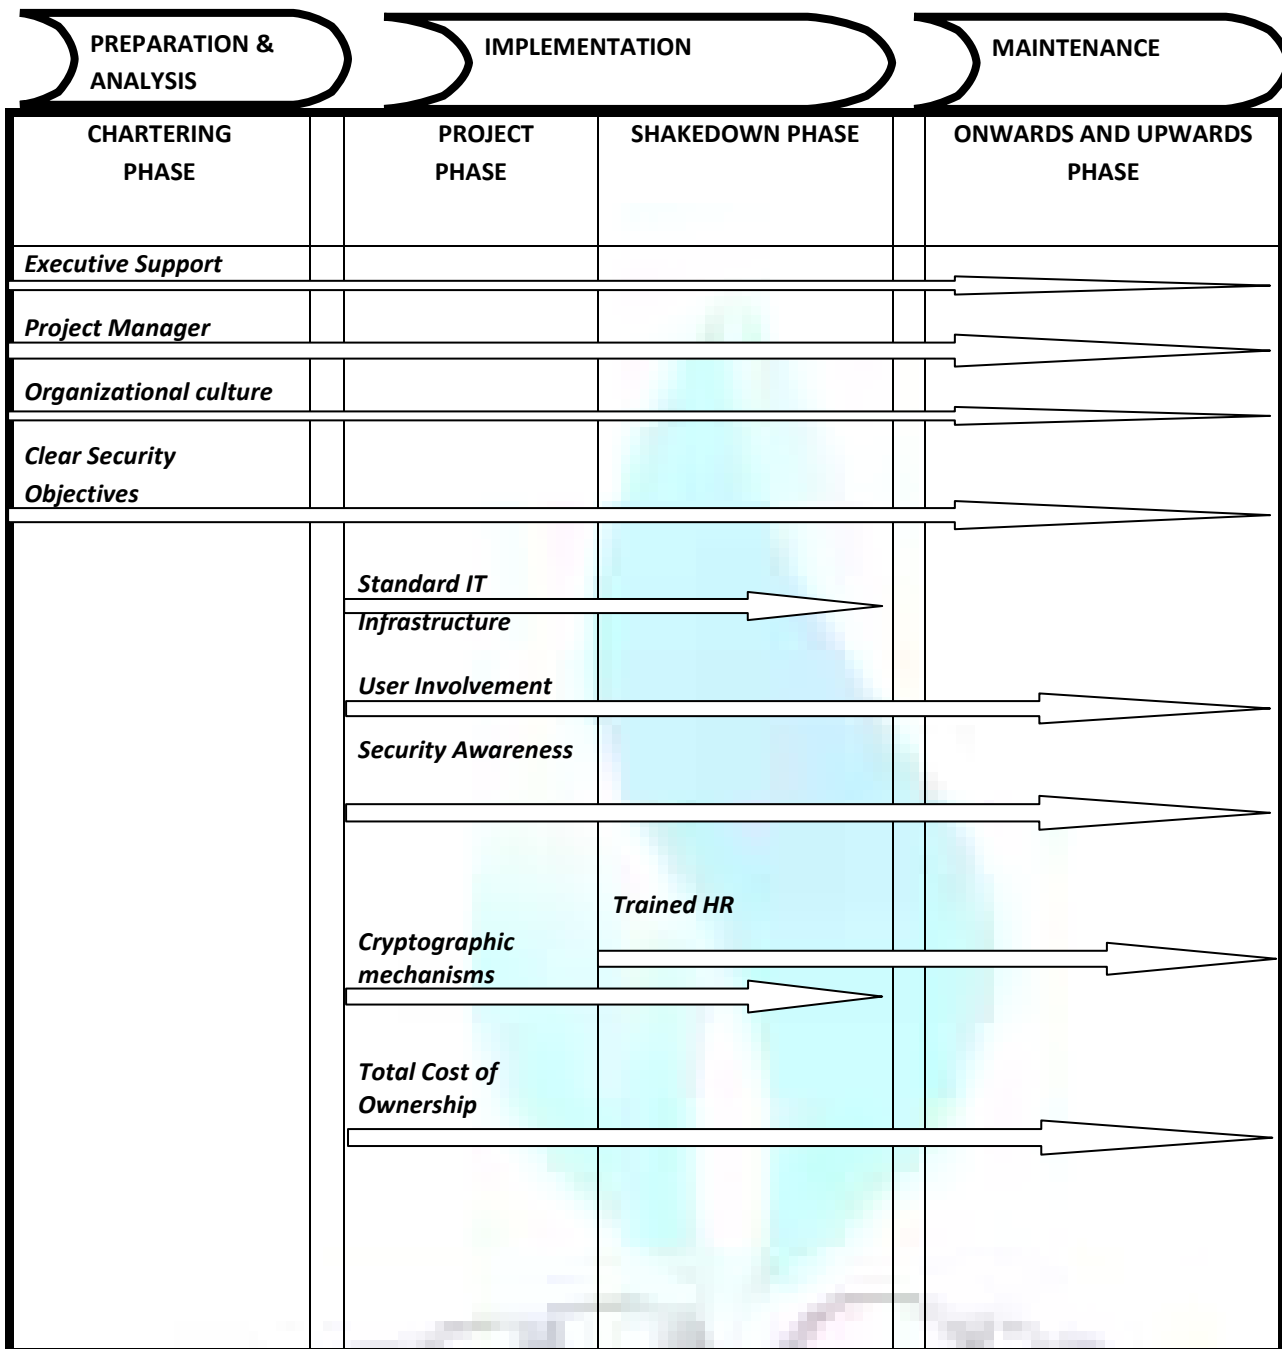 PREPARATION &
ANALYSIS
IMPLEMENTATION
MAINTENANCE
CHARTERING
PHASE
PROJECT
PHASE
SHAKEDOWN PHASE
ONWARDS AND UPWARDS
PHASE
Executive Support
Project Manager
Organizational culture
Clear Security
Objectives
Standard IT
Infrastructure
User Involvement
Security Awareness
Trained HR
Cryptographic
mechanisms
Total Cost of
Ownership